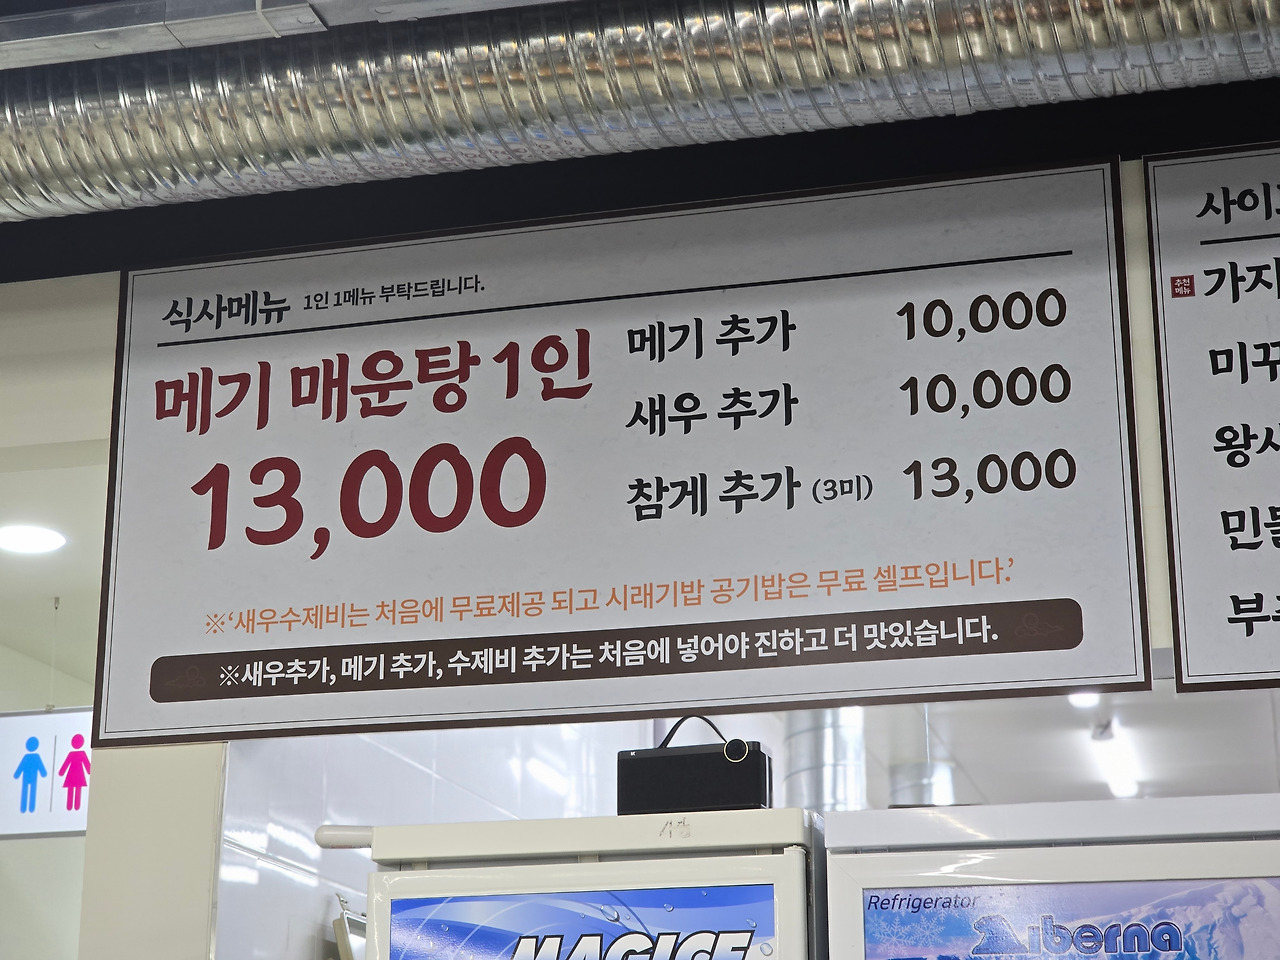 식사메뉴 1인 1메뉴 부탁드립니다.
메기 매운탕 1인
13,000
메기 추가 10,000
새우 추가 10,000
참게 추가 (3미) 13,000
※‘새우수제비는 처음에 무료제공 되고 시래기밥 공기밥은 무료 셀프입니다.’
※새우추가, 메기 추가, 수제비 추가는 처음에 넣어야 진하고 더 맛있습니다.
사이
추천
메뉴
가지
미꾸
왕새
민물
부
MAGICE
Refrigerator